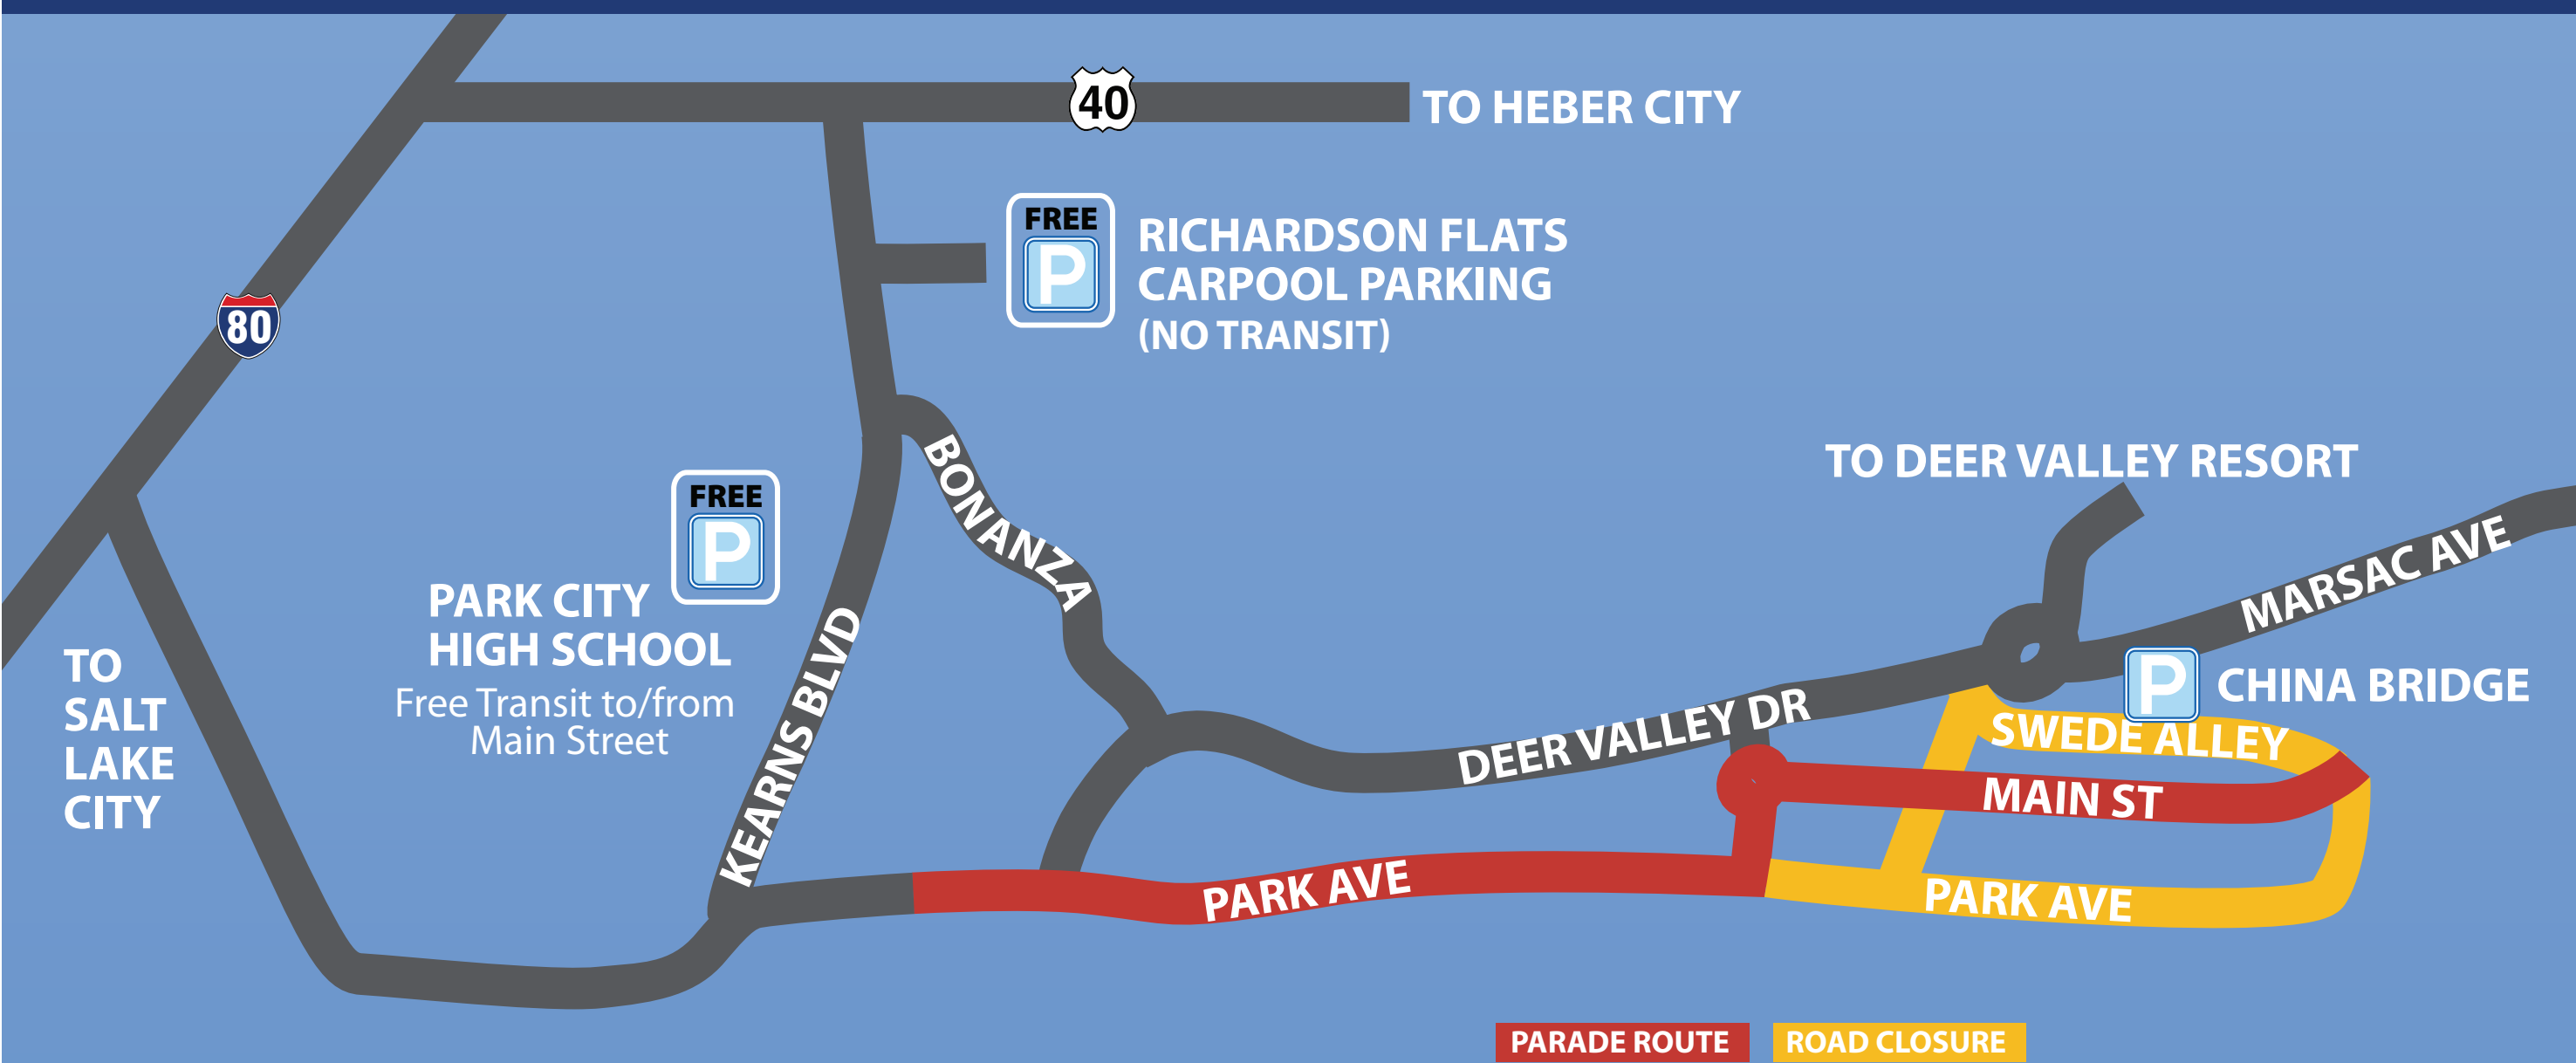 40
TO HEBER CITY
FREE
P
RICHARDSON FLATS
CARPOOL PARKING
(NO TRANSIT)
80
BONANZA
TO DEER VALLEY RESORT
FREE
P
PARK CITY
HIGH SCHOOL
Free Transit to/from
Main Street
KEARNS BLVD
MARSAC AVE
TO
SALT
LAKE
CITY
P
CHINA BRIDGE
DEER VALLEY DR
SWEDE ALLEY
MAIN ST
PARK AVE
PARK AVE
PARADE ROUTE
ROAD CLOSURE